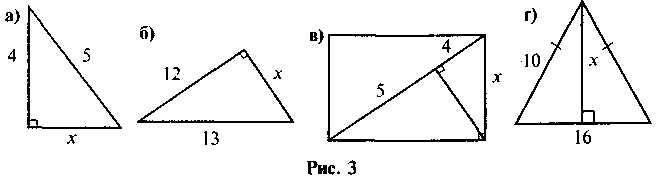 а) б) в) г)
4 5 12 x 5 4 x 10 x
x 13 16
Рис. 3